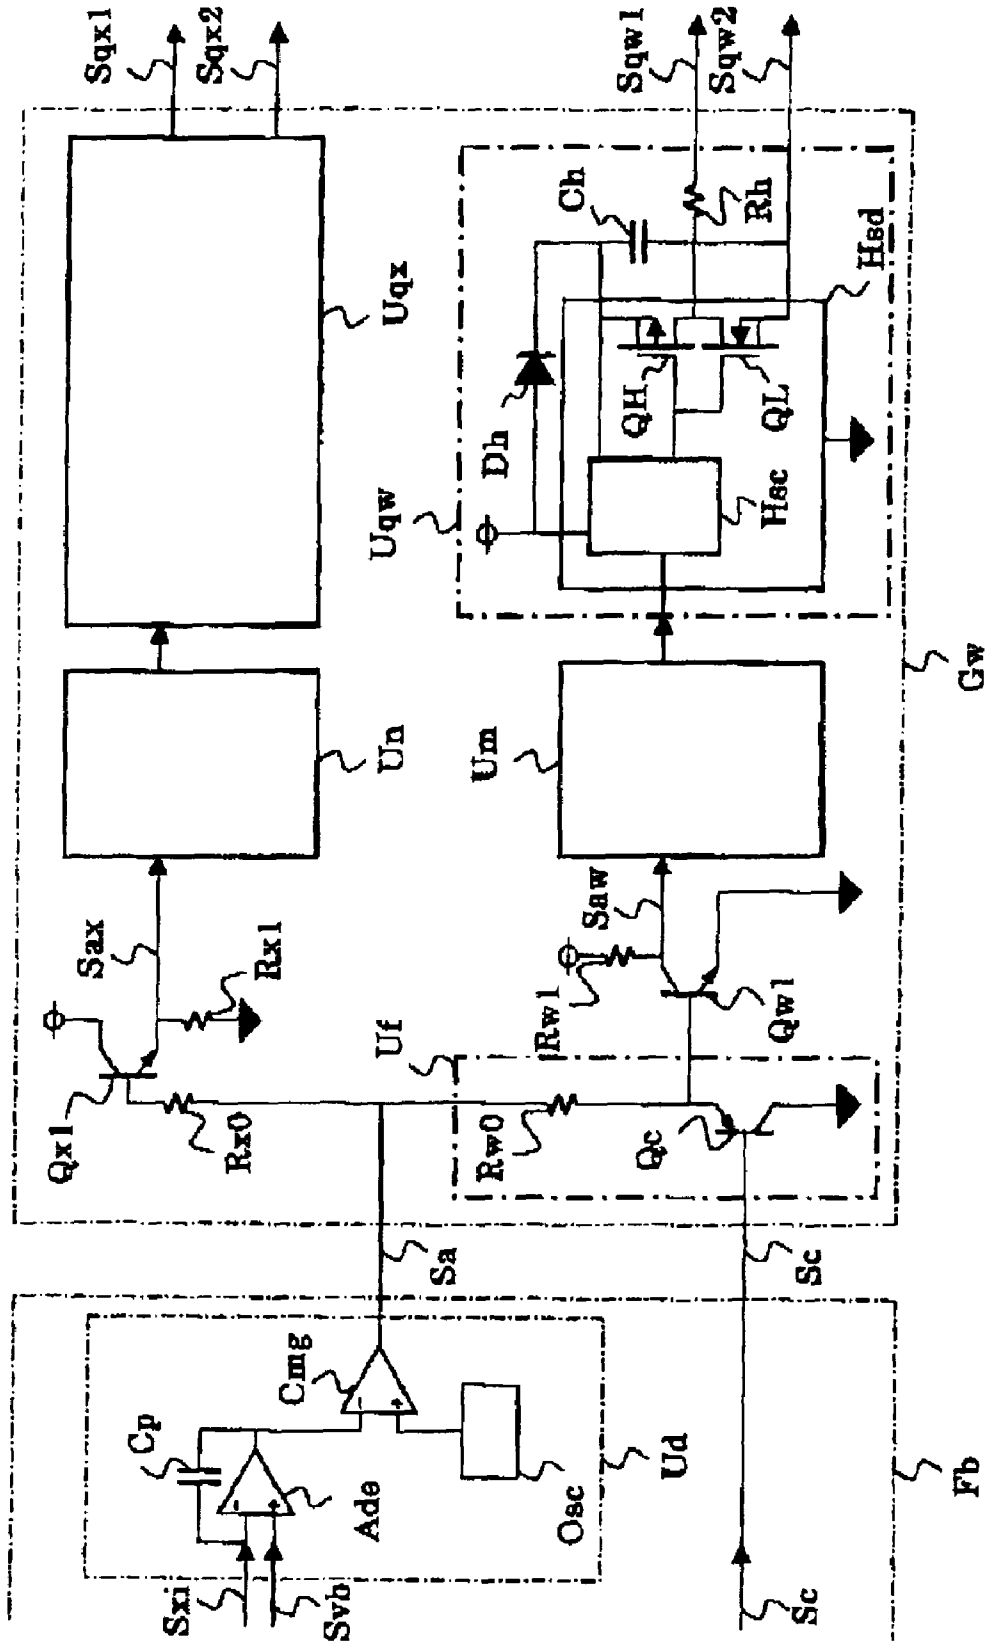 Sqx1
Sqx2
Sqw1
Sqw2
Uqx
Ch
Rh
Hsd
Dh
QH
QL
Uqw
Hsc
Un
Um
Gw
Sax
Saw
Rx1
Rw1
Qw1
Uf
Qx1
Rx0
Rw0
Qc
Sa
Sc
Cmg
Cp
Ade
Osc
Ud
Fb
Sxi
Svb
Sc